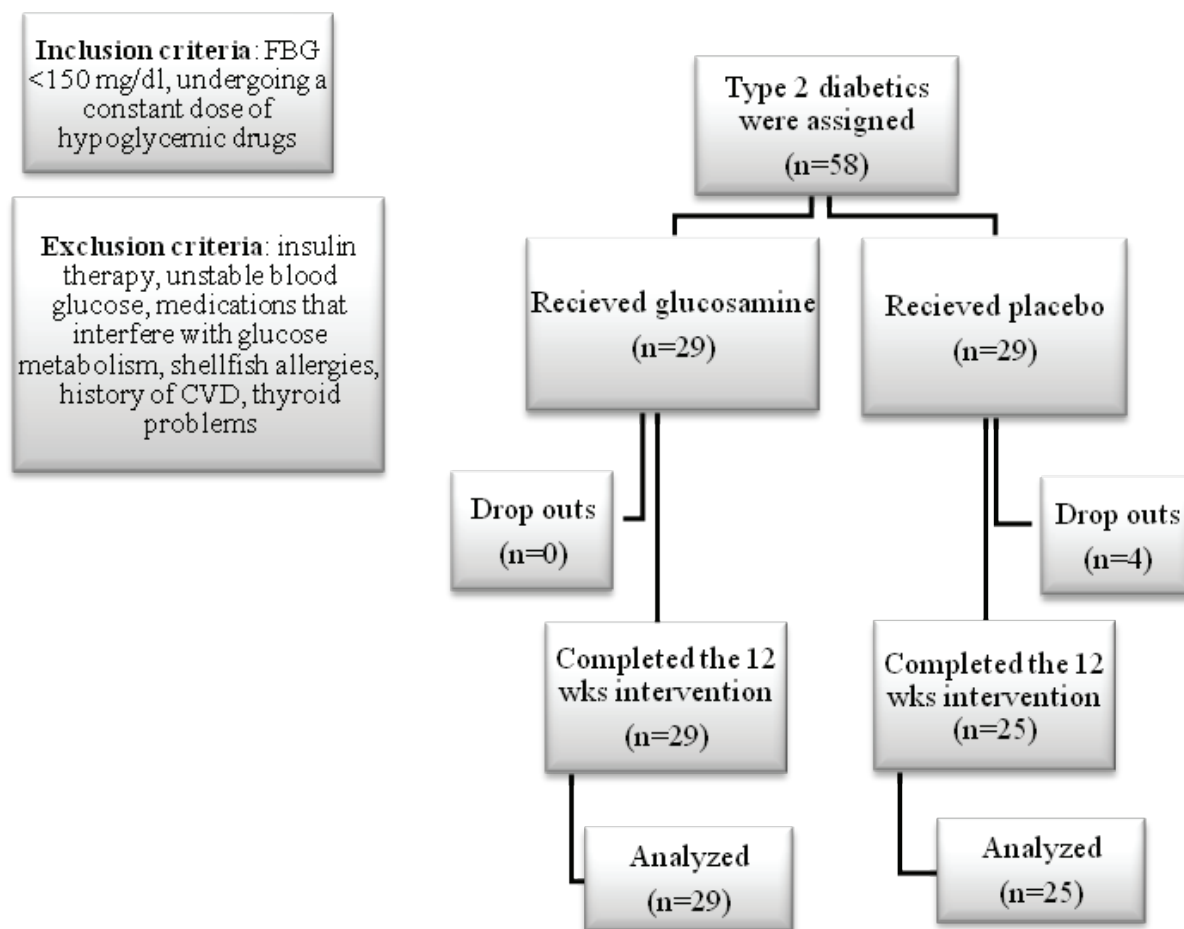 Inclusion criteria: FBG
<150 mg/dl, undergoing a
constant dose of
hypoglycemic drugs
Exclusion criteria: insulin
therapy, unstable blood
glucose, medications that
interfere with glucose
metabolism, shellfish allergies,
history of CVD, thyroid
problems
Type 2 diabetics
were assigned
(n=58)
Recieved glucosamine
(n=29)
Recieved placebo
(n=29)
Drop outs
(n=0)
Drop outs
(n=4)
Completed the 12
wks intervention
(n=29)
Completed the 12
wks intervention
(n=25)
Analyzed
(n=29)
Analyzed
(n=25)